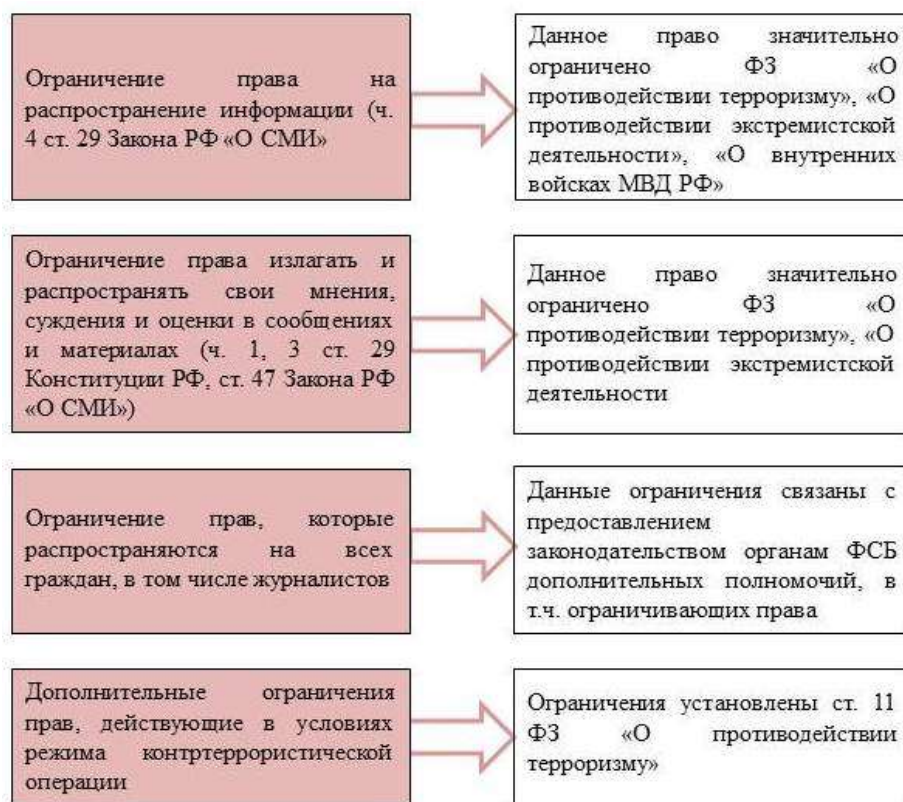 Ограничение права на
распространение информации (ч.
4 ст. 29 Закона РФ «О СМИ»
Данное право значительно
ограничено ФЗ «О
противодействии терроризму», «О
противодействии экстремистской
деятельности», «О внутренних
войсках МВД РФ»
Ограничение права излагать и
распространять свои мнения,
суждения и оценки в сообщениях
и материалах (ч. 1, 3 ст. 29
Конституции РФ, ст. 47 Закона РФ
«О СМИ»)
Данное право значительно
ограничено ФЗ «О
противодействии терроризму», «О
противодействии экстремистской
деятельности
Ограничение прав, которые
распространяются на всех
граждан, в том числе журналистов
Данные ограничения связаны с
предоставлением
законодательством органам ФСБ
дополнительных полномочий, в
т.ч. ограничивающих права
Дополнительные ограничения
прав, действующие в условиях
режима контртеррористической
операции
Ограничения установлены ст. 11
ФЗ «О противодействии
терроризму»